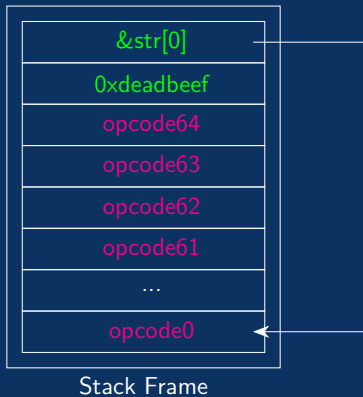 &str[0]
0xdeadbeef
opcode64
opcode63
opcode62
opcode61
...
opcode0
Stack Frame